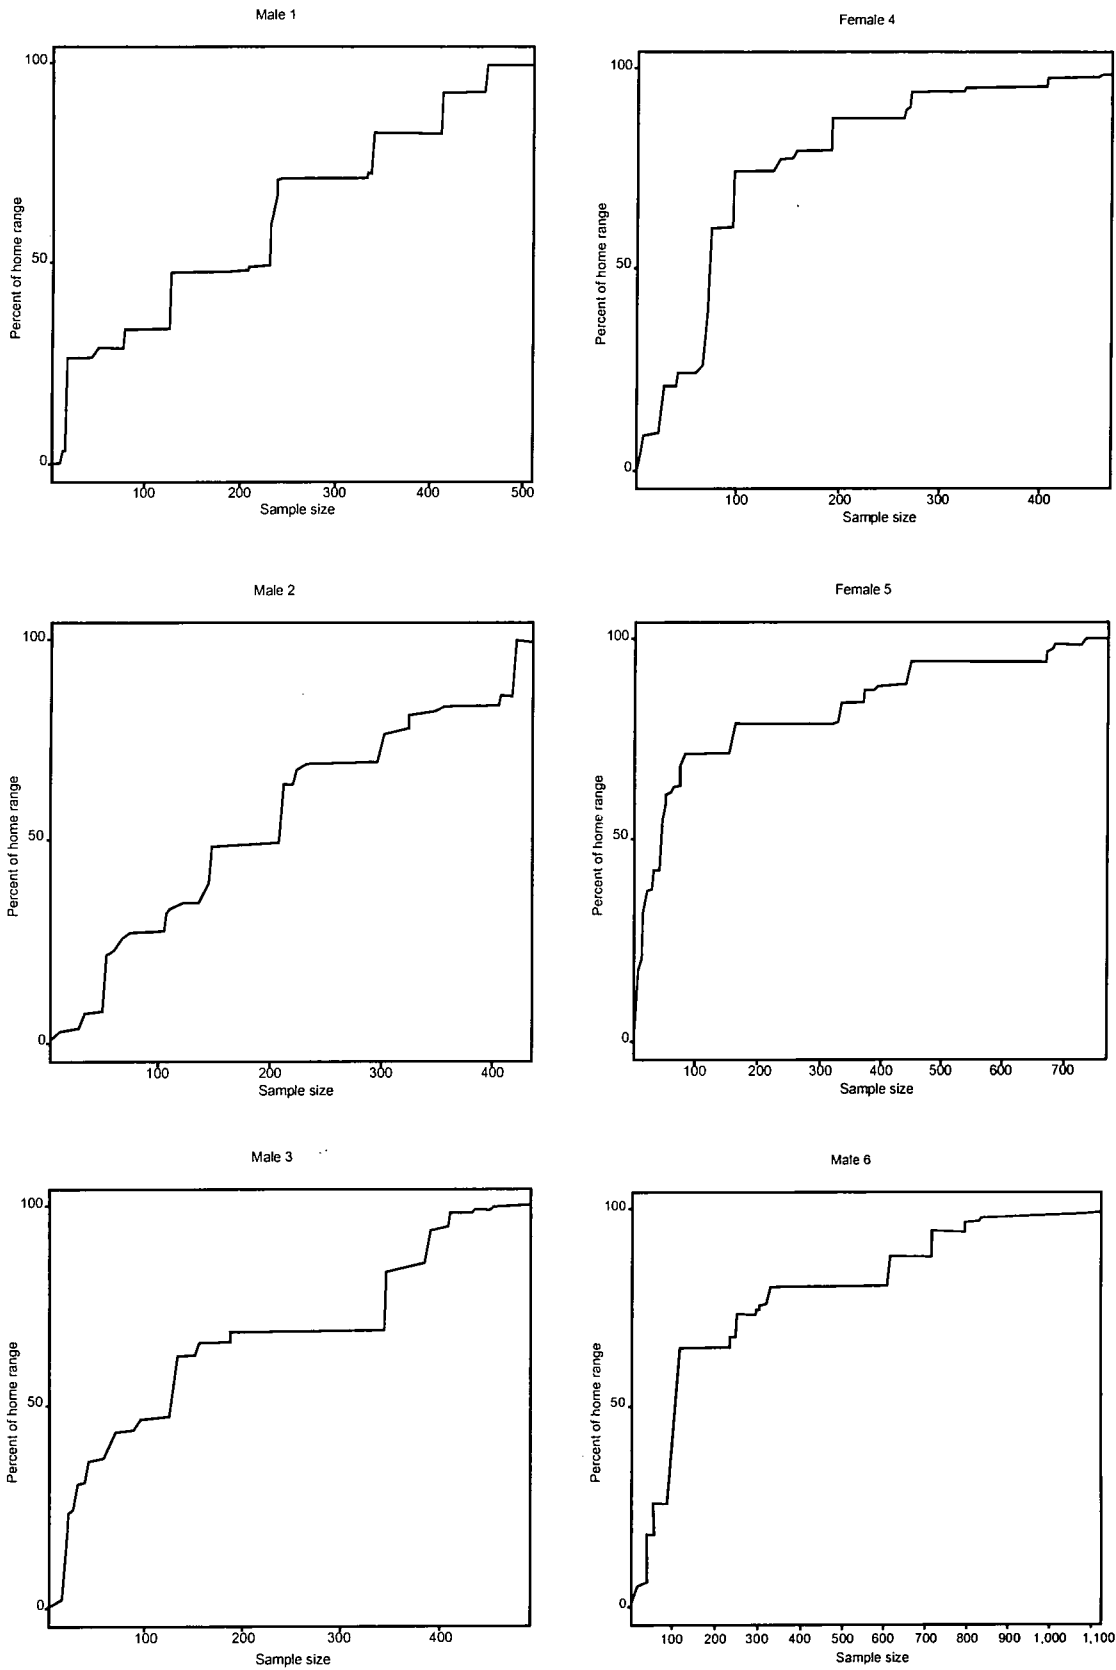 Male 1
100
50
0
Percent of home range
100 200 300 400 500
Sample size
Female 4
100
50
0
Percent of home range
100 200 300 400
Sample size
Male 2
100
50
0
Percent of home range
100 200 300 400
Sample size
Female 5
100
50
0
Percent of home range
100 200 300 400 500 600 700
Sample size
Male 3
100
50
0
Percent of home range
100 200 300 400
Sample size
Male 6
100
50
0
Percent of home range
100 200 300 400 500 600 700 800 900 1,000 1,100
Sample size